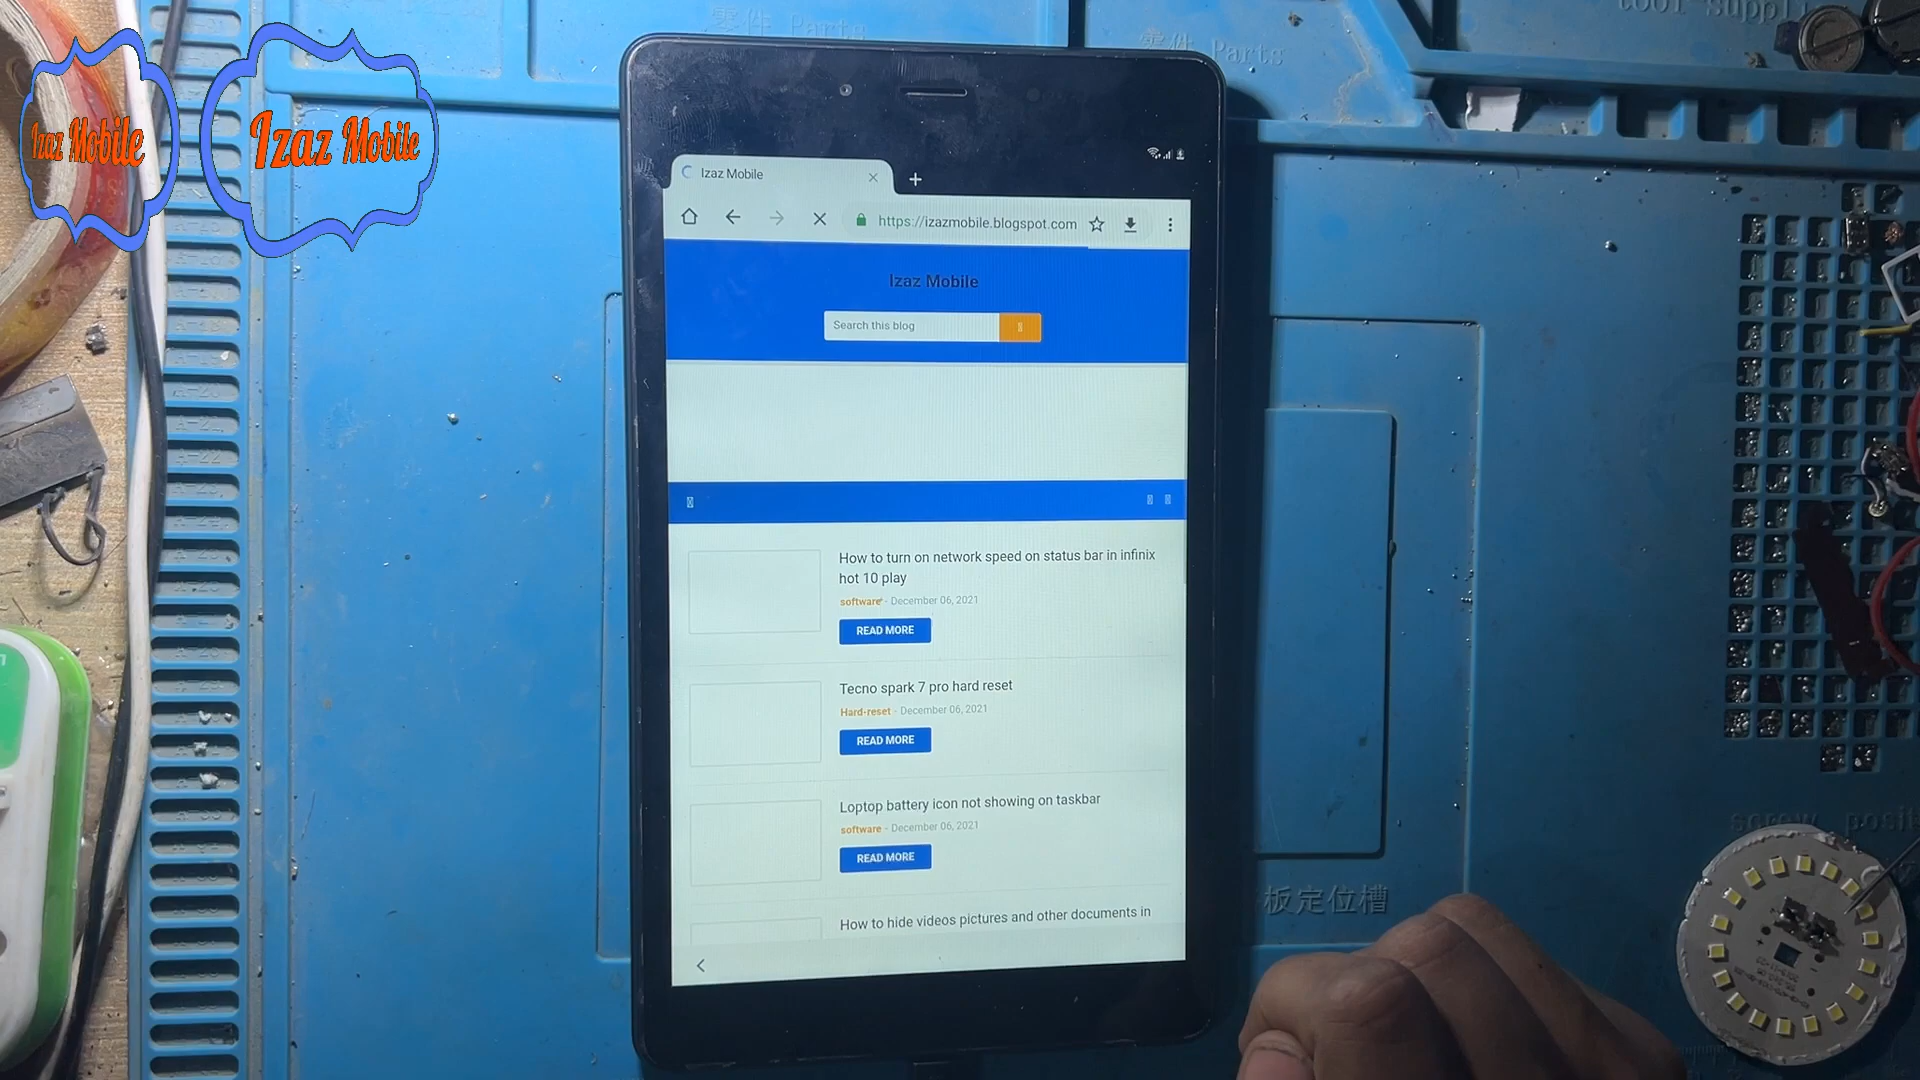 零件 Parts
零件 Parts
tool suppl
Izaz Mobile
Izaz Mobile
Izaz Mobile
https://izazmobile.blogspot.com
Izaz Mobile
Search this blog
How to turn on network speed on status bar in infinix
hot 10 play
software - December 06, 2021
READ MORE
Tecno spark 7 pro hard reset
Hard-reset - December 06, 2021
READ MORE
Loptop battery icon not showing on taskbar
software - December 06, 2021
READ MORE
How to hide videos pictures and other documents in
screw posit
板定位槽